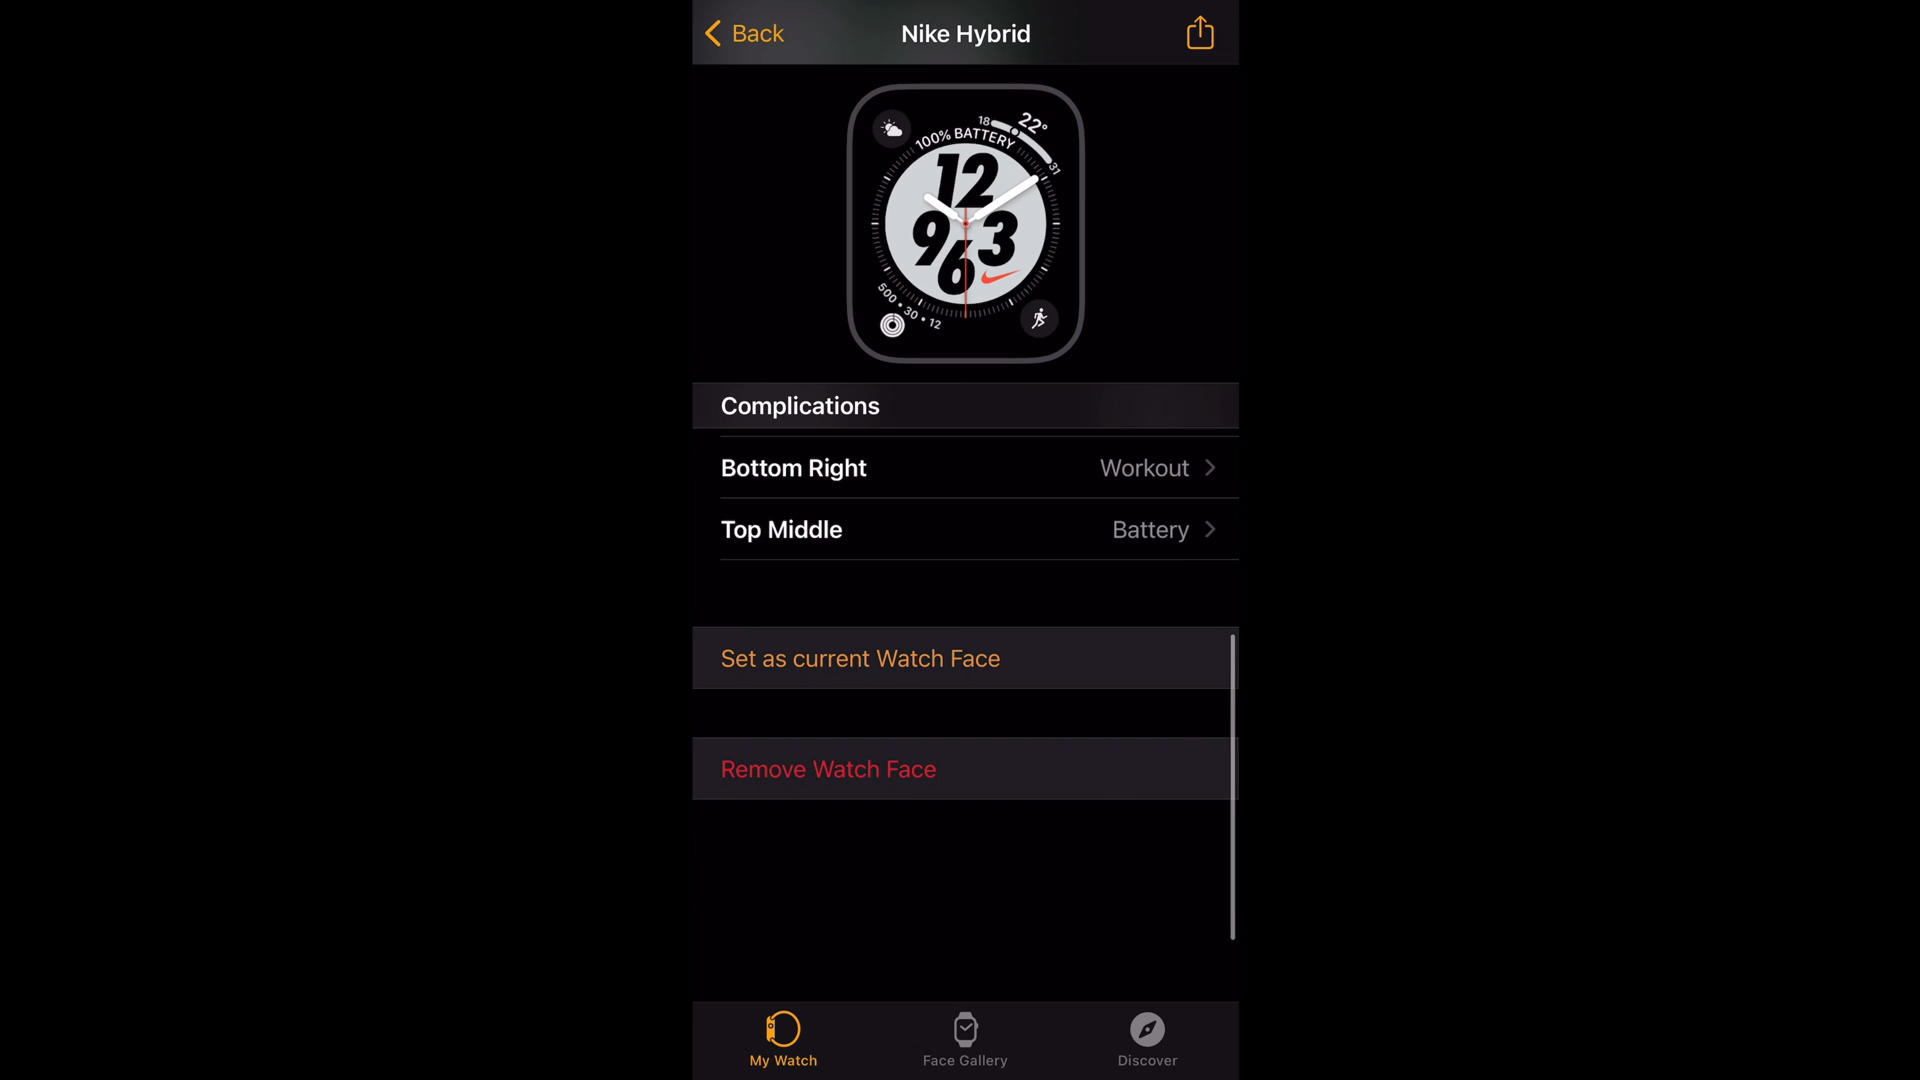 Back
Nike Hybrid
18
22°
31
100% BATTERY
12
9
3
6
500 • 30 • 12
Complications
Bottom Right
Workout
Top Middle
Battery
Set as current Watch Face
Remove Watch Face
My Watch
Face Gallery
Discover